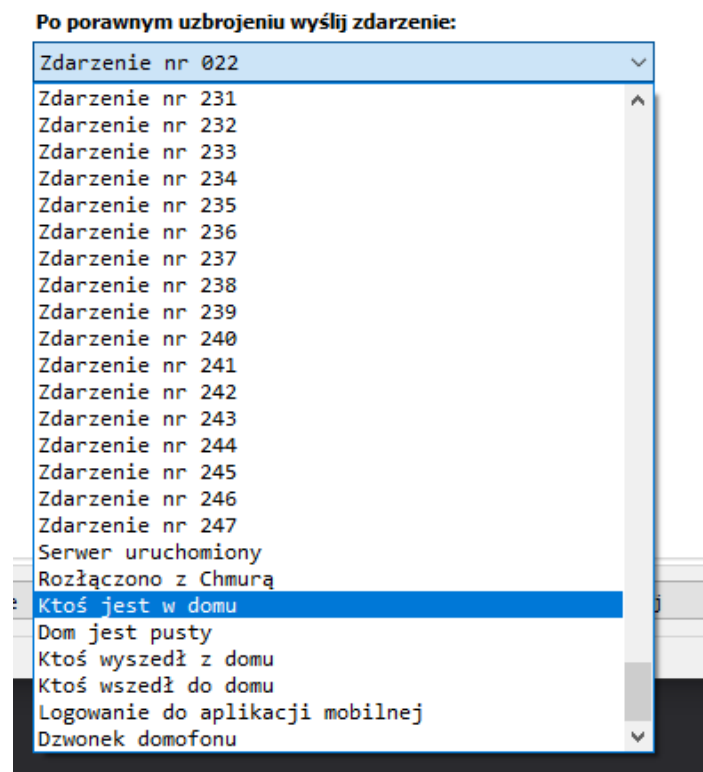 Po porawnym uzbrojeniu wyślij zdarzenie:
Zdarzenie nr 022
Zdarzenie nr 231
Zdarzenie nr 232
Zdarzenie nr 233
Zdarzenie nr 234
Zdarzenie nr 235
Zdarzenie nr 236
Zdarzenie nr 237
Zdarzenie nr 238
Zdarzenie nr 239
Zdarzenie nr 240
Zdarzenie nr 241
Zdarzenie nr 242
Zdarzenie nr 243
Zdarzenie nr 244
Zdarzenie nr 245
Zdarzenie nr 246
Zdarzenie nr 247
Serwer uruchomiony
Rozłączono z Chmurą
Ktoś jest w domu
Dom jest pusty
Ktoś wyszedł z domu
Ktoś wszedł do domu
Logowanie do aplikacji mobilnej
Dzwonek domofonu